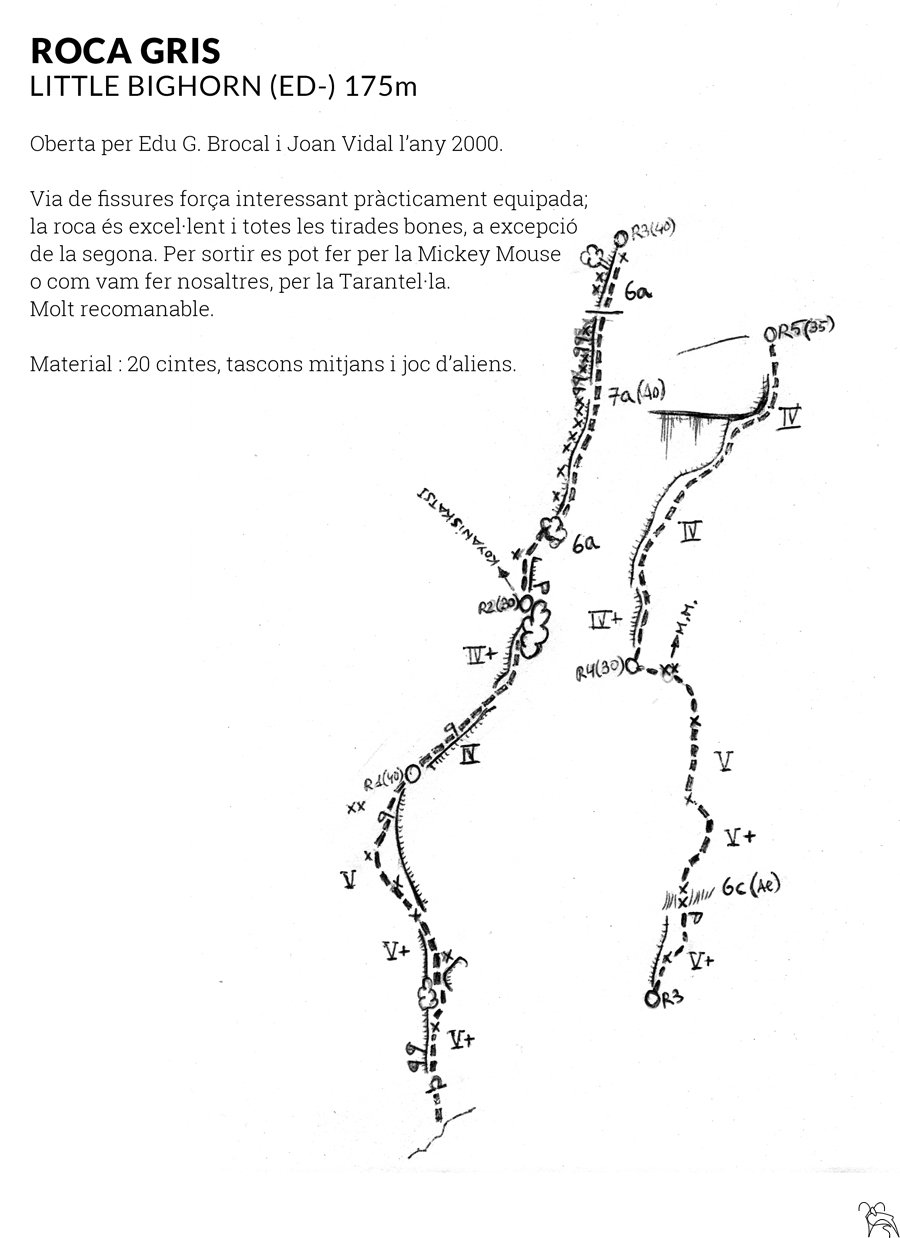 ROCA GRIS
LITTLE BIGHORN (ED-) 175m
Oberta per Edu G. Brocal i Joan Vidal l'any 2000.
Via de fissures força interessant pràcticament equipada;
la roca és excel·lent i totes les tirades bones, a excepció
de la segona. Per sortir es pot fer per la Mickey Mouse
o com vam fer nosaltres, per la Tarantel·la.
Molt recomanable.
Material : 20 cintes, tascons mitjans i joc d'aliens.
R3(40)
6a
R5(35)
7a(A0)
IV
KOYANISKATSI
6a
IV
R2(30)
IV+
M.M.
IV+
R4(30)
IV
V
R1(40)
V+
V
6c(Ae)
V+
V+
R3
V+